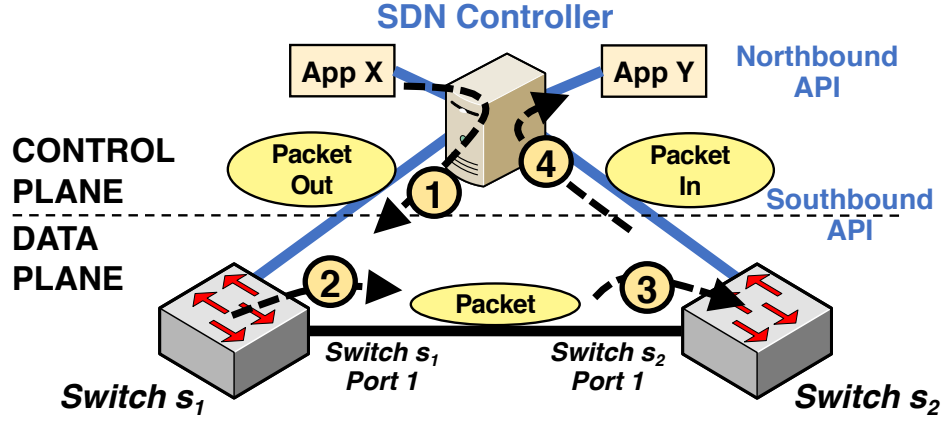 SDN Controller
App X
App Y
Northbound
API
CONTROL
PLANE
Packet
Out
1
4
Packet
In
Southbound
API
DATA
PLANE
2
Packet
3
Switch s1
Port 1
Switch s2
Port 1
Switch s1
Switch s2